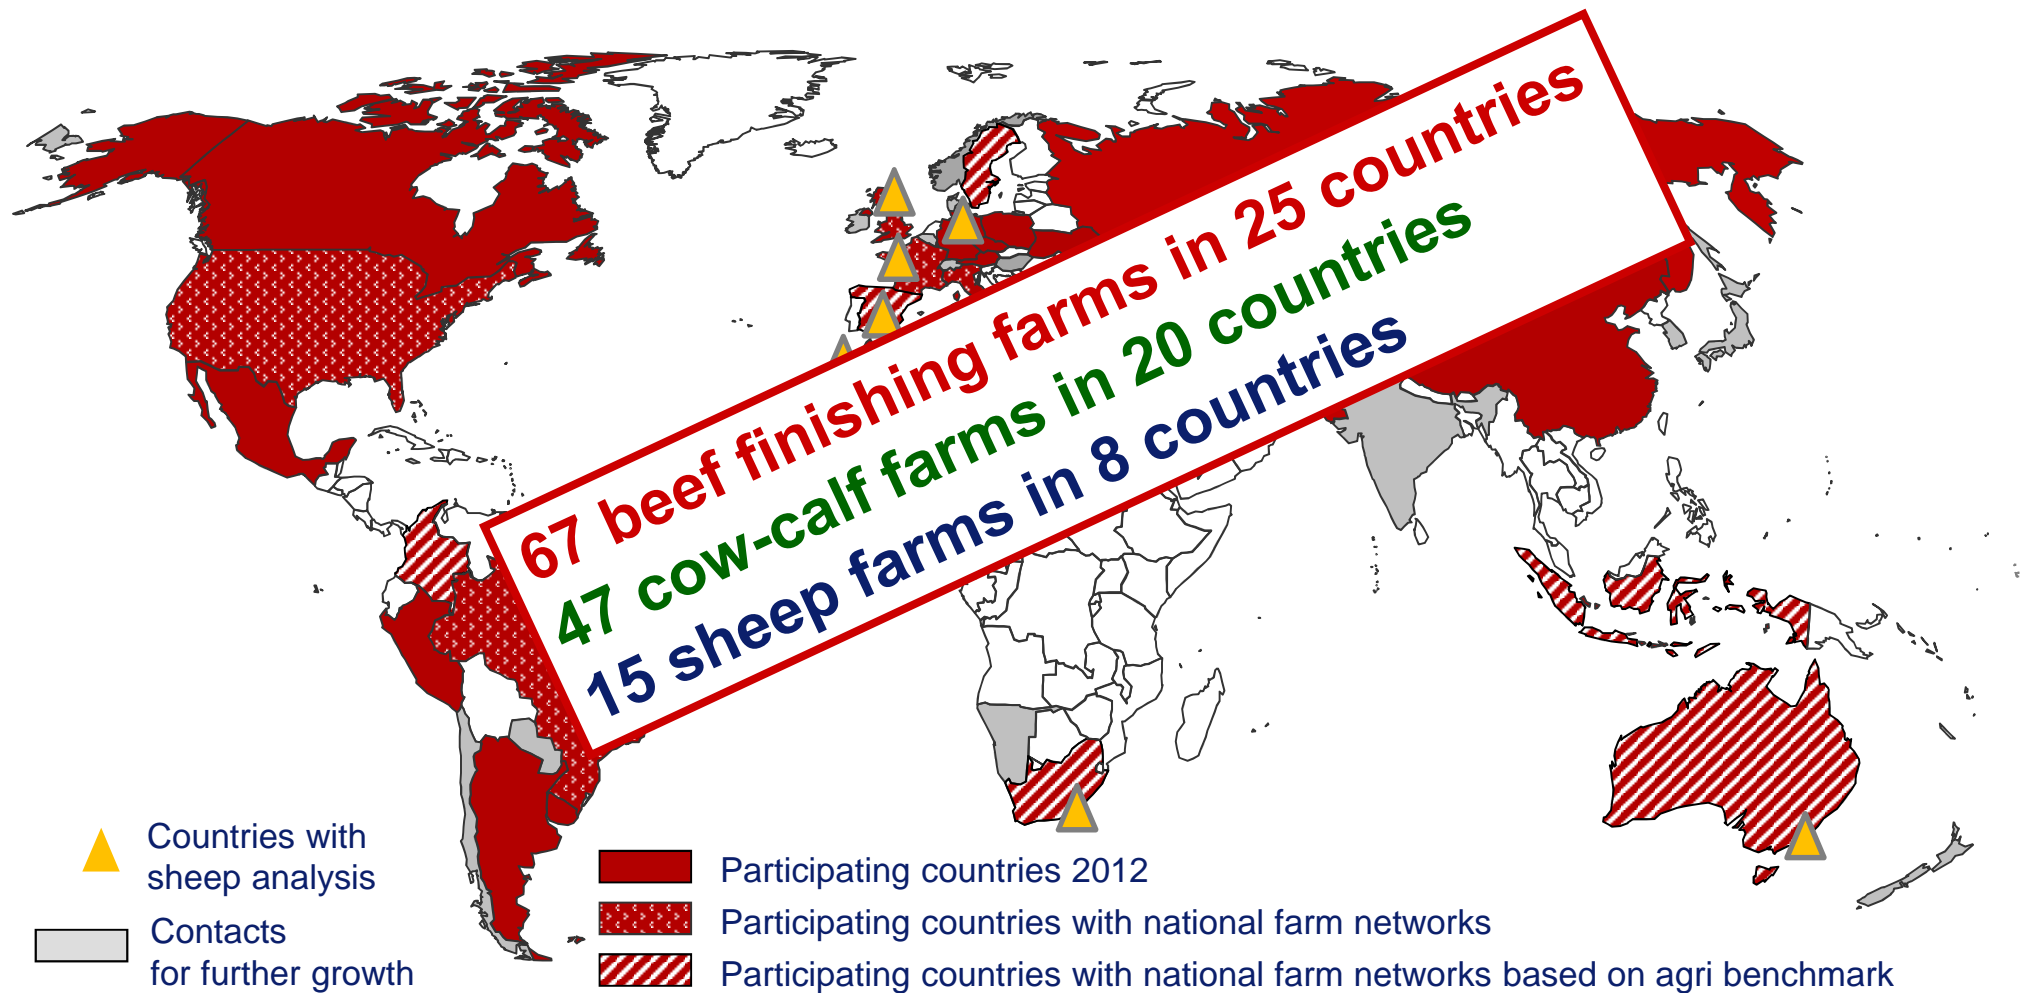 67 beef finishing farms in 25 countries
47 cow-calf farms in 20 countries
15 sheep farms in 8 countries
Countries with
sheep analysis
Contacts
for further growth
Participating countries 2012
Participating countries with national farm networks
Participating countries with national farm networks based on agri benchmark